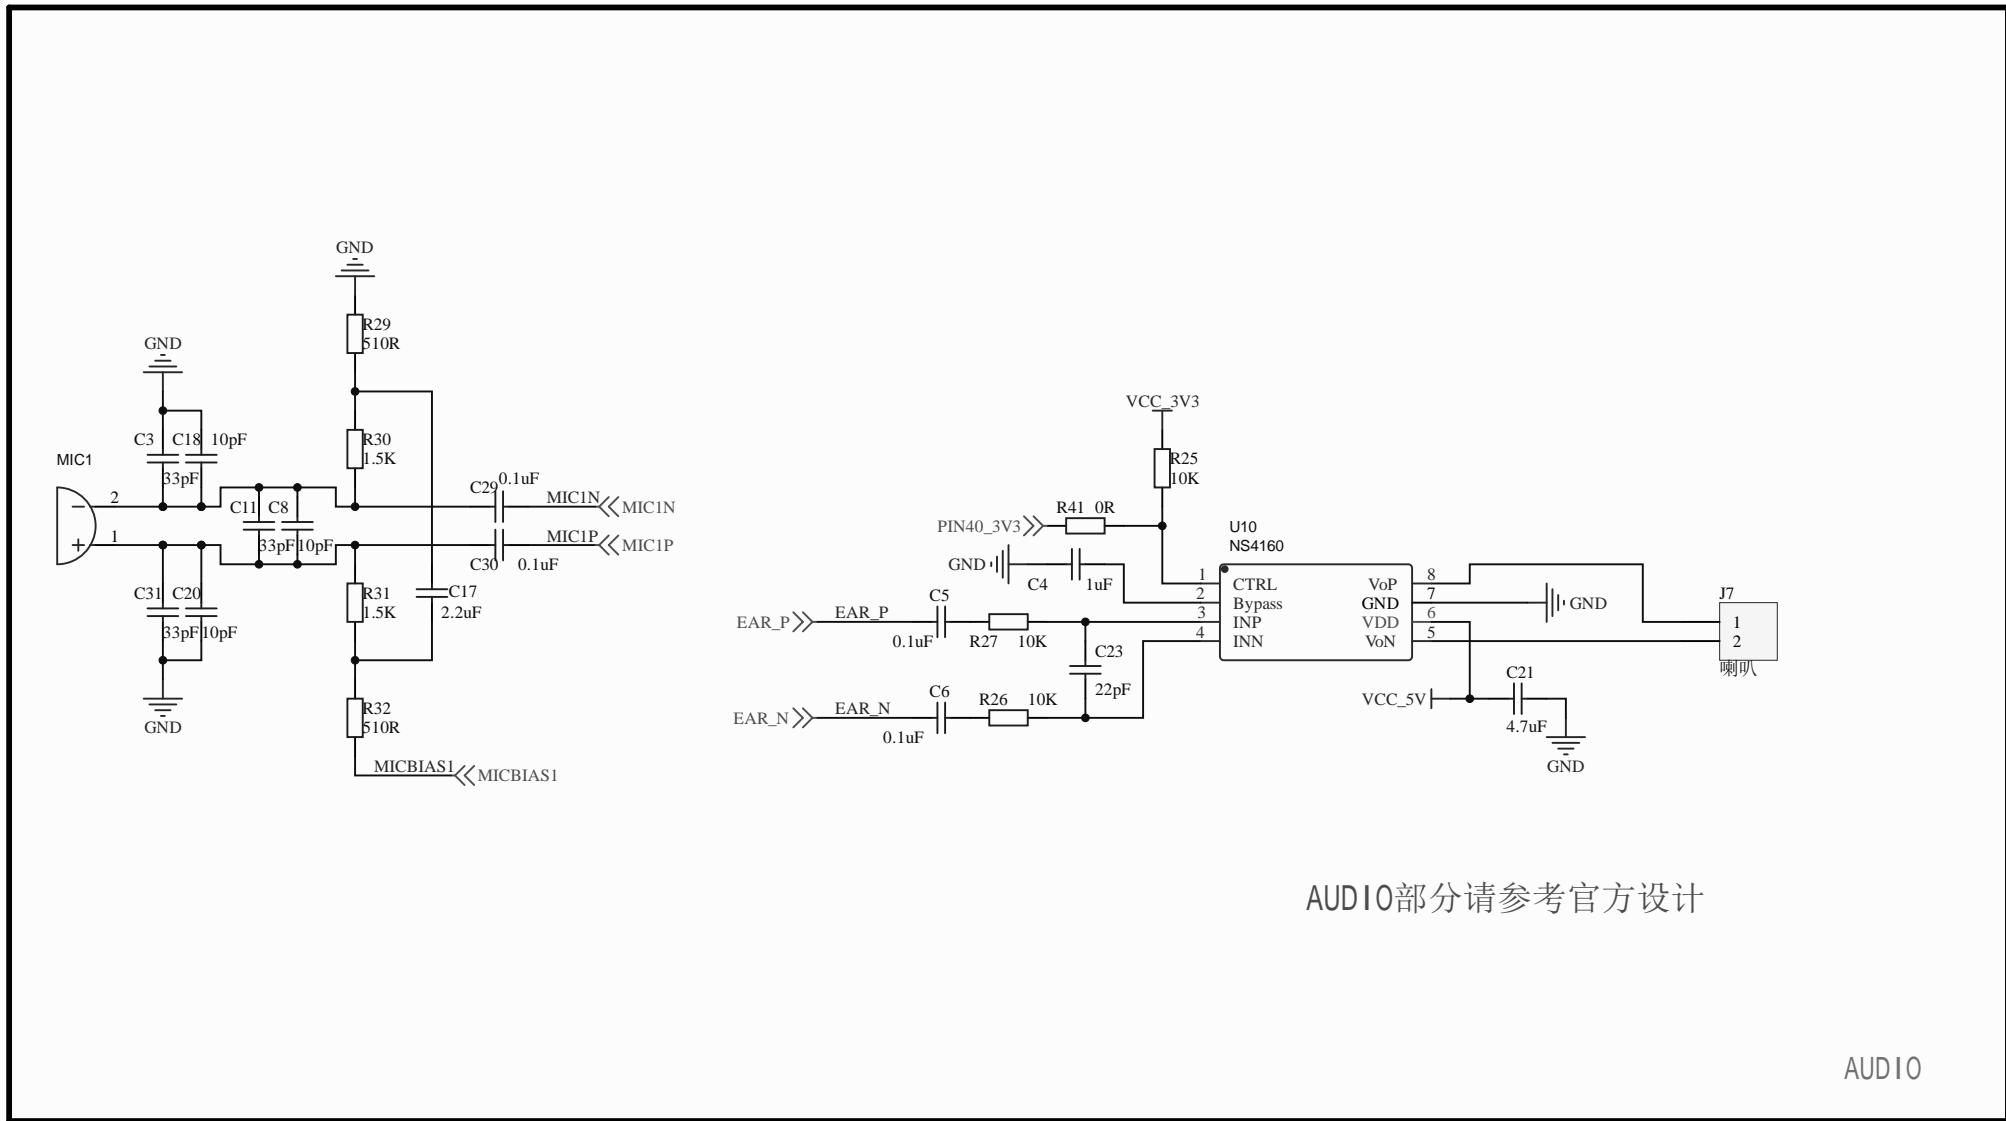 GND
R29
510R
GND
C3
C18
10pF
33pF
R30
1.5K
MIC1
2
1
C11
C8
33pF
10pF
C29
0.1uF
MIC1N
MIC1N
MIC1P
MIC1P
C30
0.1uF
C31
C20
33pF
10pF
R31
1.5K
C17
2.2uF
GND
R32
510R
MICBIAS1
MICBIAS1
VCC_3V3
R25
10K
R41
0R
PIN40_3V3
GND
C4
1uF
U10
NS4160
1
2
3
4
CTRL
Bypass
INP
INN
VoP
GND
VDD
VoN
8
7
6
5
GND
J7
1
2
喇叭
EAR_P
EAR_P
C5
0.1uF
R27
10K
C23
22pF
EAR_N
EAR_N
C6
0.1uF
R26
10K
VCC_5V
C21
4.7uF
GND
AUDIO部分请参考官方设计
AUDIO